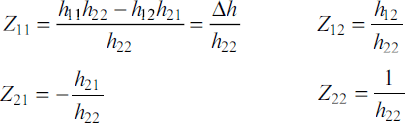 Z₁₁ = (h₁₁h₂₂ − h₁₂h₂₁) / h₂₂ = Δh / h₂₂    Z₁₂ = h₁₂ / h₂₂
Z₂₁ = − h₂₁ / h₂₂    Z₂₂ = 1 / h₂₂